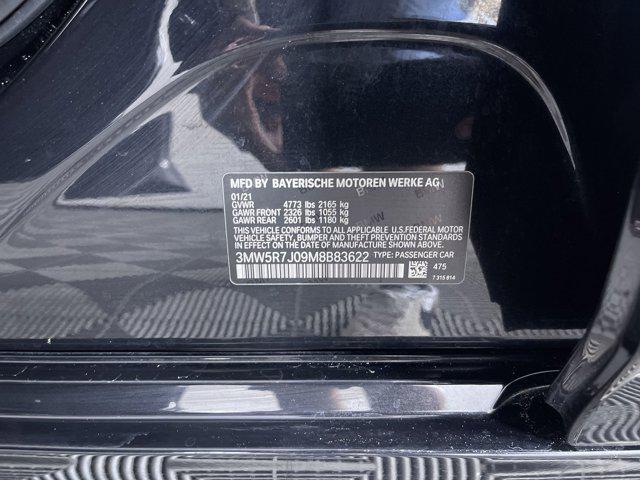 MFD BY BAYERISCHE MOTOREN WERKE AG
01/21
GVWR 4773 lbs 2165 kg
GAWR FRONT 2326 lbs 1055 kg
GAWR REAR 2601 lbs 1180 kg
THIS VEHICLE CONFORMS TO ALL APPLICABLE U.S.FEDERAL MOTOR
VEHICLE SAFETY, BUMPER AND THEFT PREVENTION STANDARDS IN
EFFECT ON THE DATE OF MANUFACTURE SHOWN ABOVE.
3MW5R7J09M8B83622 TYPE: PASSENGER CAR
475
7 315 814